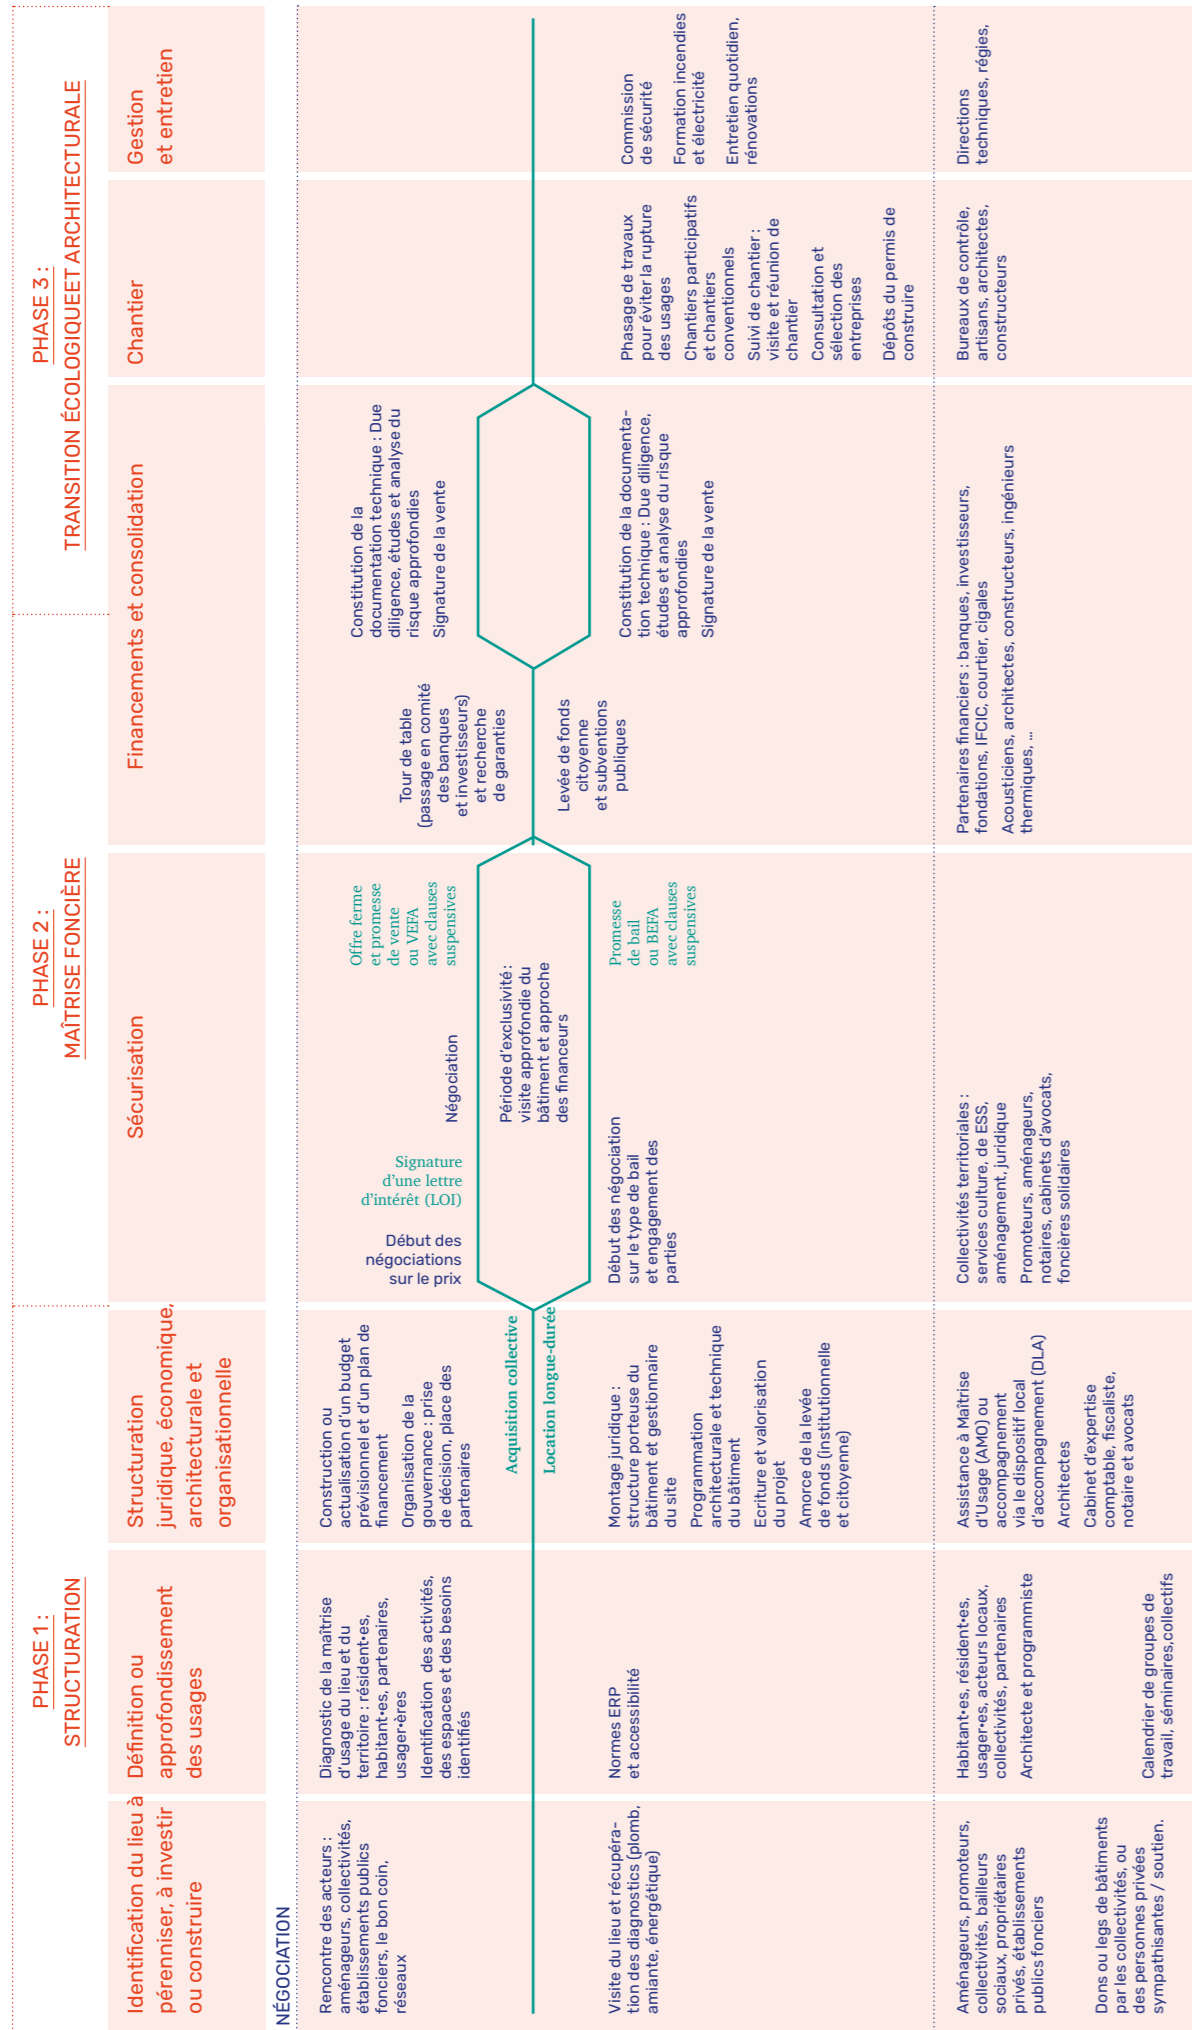 PHASE 1 :
STRUCTURATION
PHASE 2 :
MAÎTRISE FONCIÈRE
PHASE 3 :
TRANSITION ÉCOLOGIQUEET ARCHITECTURALE
Identification du lieu à
pérenniser, à investir
ou construire
Définition ou
approfondissement
des usages
Structuration
juridique, économique,
architecturale et
organisationnelle
Sécurisation
Financements et consolidation
Chantier
Gestion
et entretien
NÉGOCIATION
Rencontre des acteurs :
aménageurs, collectivités,
établissements publics
fonciers, le bon coin,
réseaux
Diagnostic de la maîtrise
d'usage du lieu et du
territoire : résident•es,
habitant•es, partenaires,
usager•ères
Identification des activités,
des espaces et des besoins
identifiés
Construction ou
actualisation d'un budget
prévisionnel et d'un plan de
financement
Organisation de la
gouvernance : prise
de décision, place des
partenaires
Acquisition collective
Location longue-durée
Début des
négociations
sur le prix
Signature
d'une lettre
d'intérêt (LOI)
Négociation
Offre ferme
et promesse
de vente
ou VEFA
avec clauses
suspensives
Période d'exclusivité :
visite approfondie du
bâtiment et approche
des financeurs
Tour de table
(passage en comité
des banques
et investisseurs)
et recherche
de garanties
Levée de fonds
citoyenne
et subventions
publiques
Constitution de la
documentation technique : Due
diligence, études et analyse du
risque approfondies
Signature de la vente
Visite du lieu et récupéra-
tion des diagnostics (plomb,
amiante, énergétique)
Normes ERP
et accessibilité
Montage juridique :
structure porteuse du
bâtiment et gestionnaire
du site
Programmation
architecturale et technique
du bâtiment
Ecriture et valorisation
du projet
Amorce de la levée
de fonds (institutionnelle
et citoyenne)
Début des négociation
sur le type de bail
et engagement des
parties
Promesse
de bail
ou BEFA
avec clauses
suspensives
Constitution de la documenta-
tion technique : Due diligence,
études et analyse du risque
approfondies
Signature de la vente
Phasage de travaux
pour éviter la rupture
des usages
Chantiers participatifs
et chantiers
conventionnels
Suivi de chantier :
visite et réunion de
chantier
Consultation et
sélection des
entreprises
Dépôts du permis de
construire
Commission
de sécurité
Formation incendies
et électricité
Entretien quotidien,
rénovations
Aménageurs, promoteurs,
collectivités, bailleurs
sociaux, propriétaires
privés, établissements
publics fonciers
Dons ou legs de bâtiments
par les collectivités, ou
des personnes privées
sympathisantes / soutien.
Habitant•es, résident•es,
usager•es, acteurs locaux,
collectivités, partenaires
Architecte et programmiste
Calendrier de groupes de
travail, séminaires,collectifs
Assistance à Maîtrise
d'Usage (AMO) ou
accompagnement
via le dispositif local
d'accompagnement (DLA)
Architectes
Cabinet d'expertise
comptable, fiscaliste,
notaire et avocats
Collectivités territoriales :
services culture, de ESS,
aménagement, juridique
Promoteurs, aménageurs,
notaires, cabinets d'avocats,
foncières solidaires
Partenaires financiers : banques, investisseurs,
fondations, IFCIC, courtier, cigales
Acousticiens, architectes, constructeurs, ingénieurs
thermiques, ...
Bureaux de contrôle,
artisans, architectes,
constructeurs
Directions
techniques, régies,